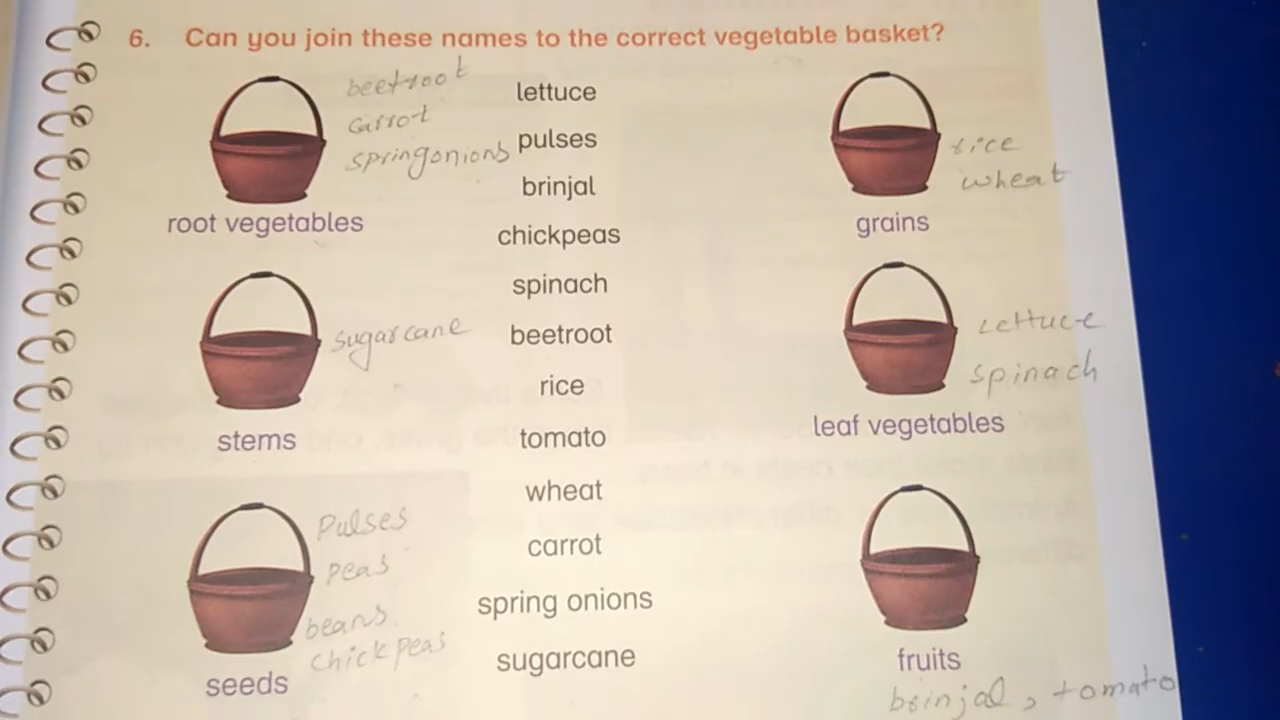 6. Can you join these names to the correct vegetable basket?
beetroot
carrot
springonions
root vegetables
sugarcane
stems
Pulses
peas
beans
chickpeas
seeds
lettuce
pulses
brinjal
chickpeas
spinach
beetroot
rice
tomato
wheat
carrot
spring onions
sugarcane
rice
wheat
grains
Lettuce
spinach
leaf vegetables
fruits
brinjal, tomato